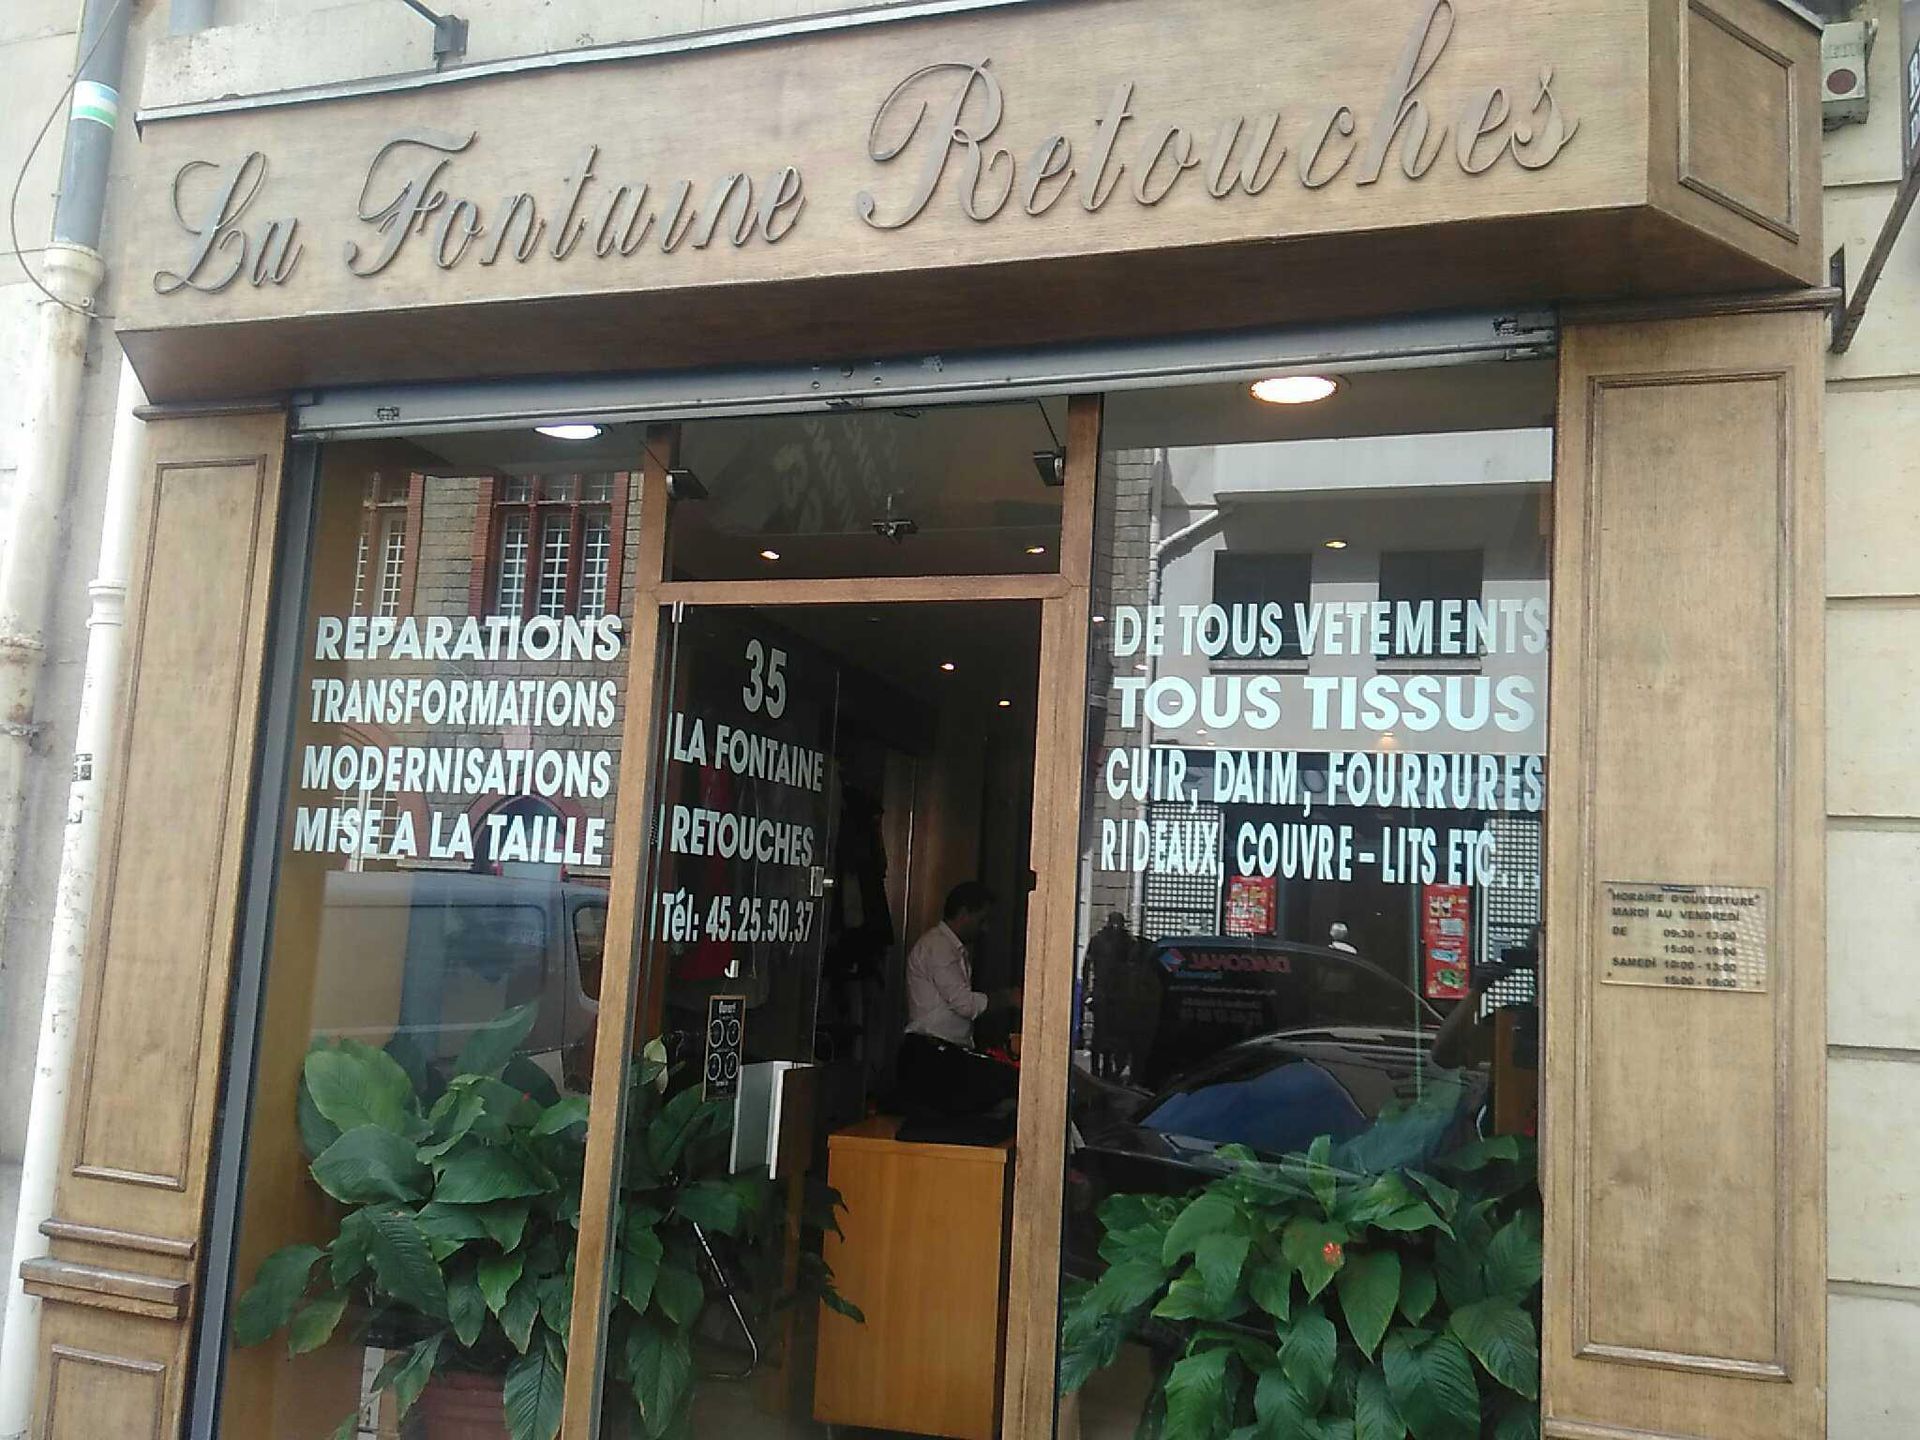 La Fontaine Retouches
REPARATIONS
TRANSFORMATIONS
MODERNISATIONS
MISE A LA TAILLE
35
LA FONTAINE
RETOUCHES
Tél: 45.25.50.37
Ouvert
DE TOUS VETEMENTS
TOUS TISSUS
CUIR, DAIM, FOURRURES
RIDEAUX, COUVRE-LITS ETC...
DIAGONAL
"HORAIRE D'OUVERTURE"
MARDİ AU VENDREDİ
DE 09:30 - 13:00
15:00 - 19:00
SAMEDİ 10:00 - 13:00
15:00 - 19:00